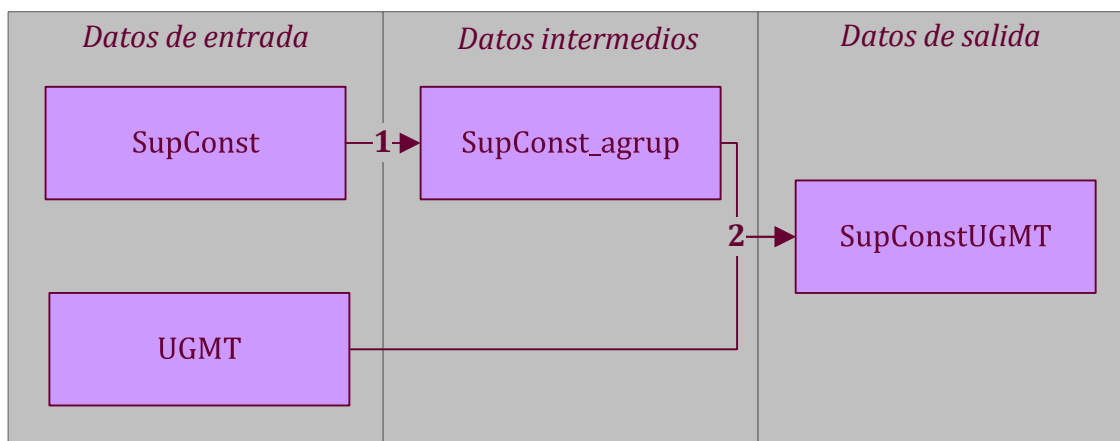 Datos de entrada
Datos intermedios
Datos de salida
SupConst
1
SupConst_agrup
2
SupConstUGMT
UGMT